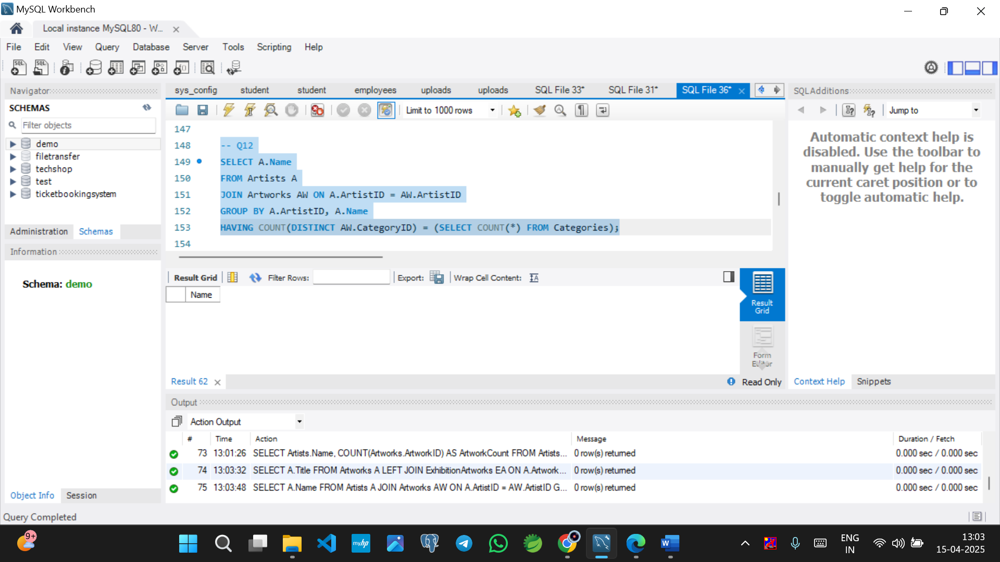 MySQL Workbench
Local instance MySQL80 - W...
File Edit View Query Database Server Tools Scripting Help
Navigator
SCHEMAS
Filter objects
demo
filetransfer
techshop
test
ticketbookingsystem
Administration Schemas
Information
Schema: demo
Object Info Session
sys_config student student employees uploads uploads SQL File 33* SQL File 31* SQL File 36*
Limit to 1000 rows
147
148 -- Q12
149 SELECT A.Name
150 FROM Artists A
151 JOIN Artworks AW ON A.ArtistID = AW.ArtistID
152 GROUP BY A.ArtistID, A.Name
153 HAVING COUNT(DISTINCT AW.CategoryID) = (SELECT COUNT(*) FROM Categories);
154
Result Grid Filter Rows: Export: Wrap Cell Content:
Name
Result Grid
Form Editor
Result 62
Read Only
SQLAdditions
Jump to
Automatic context help is
disabled. Use the toolbar to
manually get help for the
current caret position or to
toggle automatic help.
Context Help Snippets
Output
Action Output
# Time Action Message Duration / Fetch
73 13:01:26 SELECT Artists.Name, COUNT(Artworks.ArtworkID) AS ArtworkCount FROM Artists... 0 row(s) returned 0.000 sec / 0.000 sec
74 13:03:32 SELECT A.Title FROM Artworks A LEFT JOIN ExhibitionArtworks EA ON A.Artwork... 0 row(s) returned 0.000 sec / 0.000 sec
75 13:03:48 SELECT A.Name FROM Artists A JOIN Artworks AW ON A.ArtistID = AW.ArtistID G... 0 row(s) returned 0.000 sec / 0.000 sec
Query Completed
9+
myhp
ENG
IN
13:03
15-04-2025